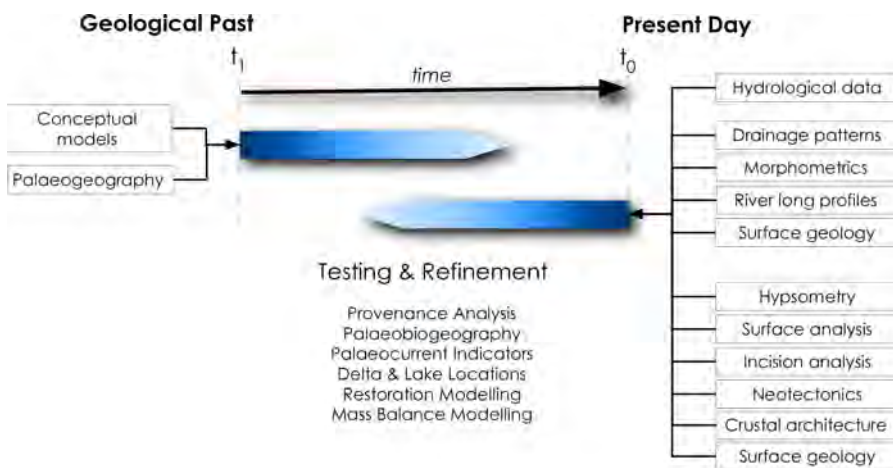 Geological Past
Present Day
t1
time
t0
Conceptual
models
Palaeogeography
Hydrological data
Drainage patterns
Morphometrics
River long profiles
Surface geology
Hypsometry
Surface analysis
Incision analysis
Neotectonics
Crustal architecture
Surface geology
Testing & Refinement
Provenance Analysis
Palaeobiogeography
Palaeocurrent Indicators
Delta & Lake Locations
Restoration Modelling
Mass Balance Modelling